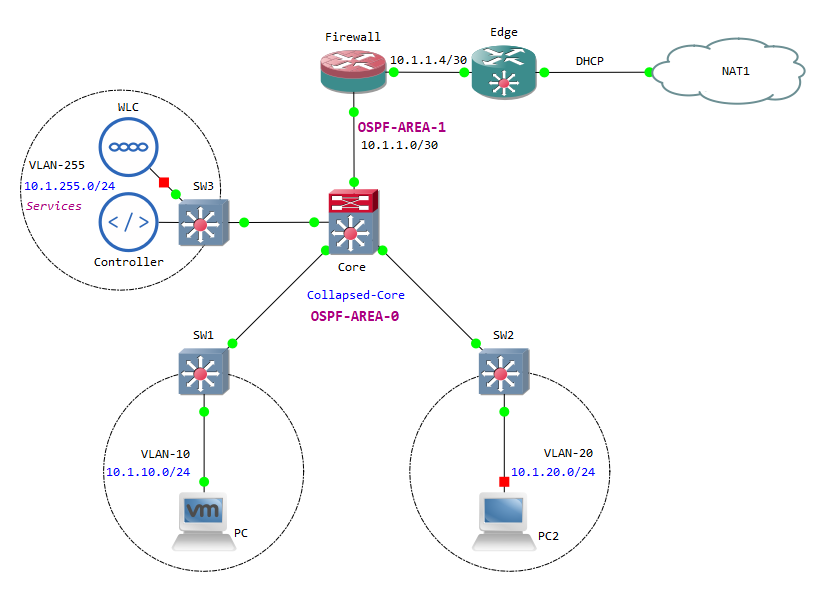 Edge
Firewall
10.1.1.4/30
DHCP
NAT1
WLC
OSPF-AREA-1
10.1.1.0/30
VLAN-255
10.1.255.0/24
SW3
Services
</>
Controller
Core
Collapsed-Core
OSPF-AREA-0
SW1
SW2
VLAN-10
10.1.10.0/24
VLAN-20
10.1.20.0/24
vm
PC
PC2